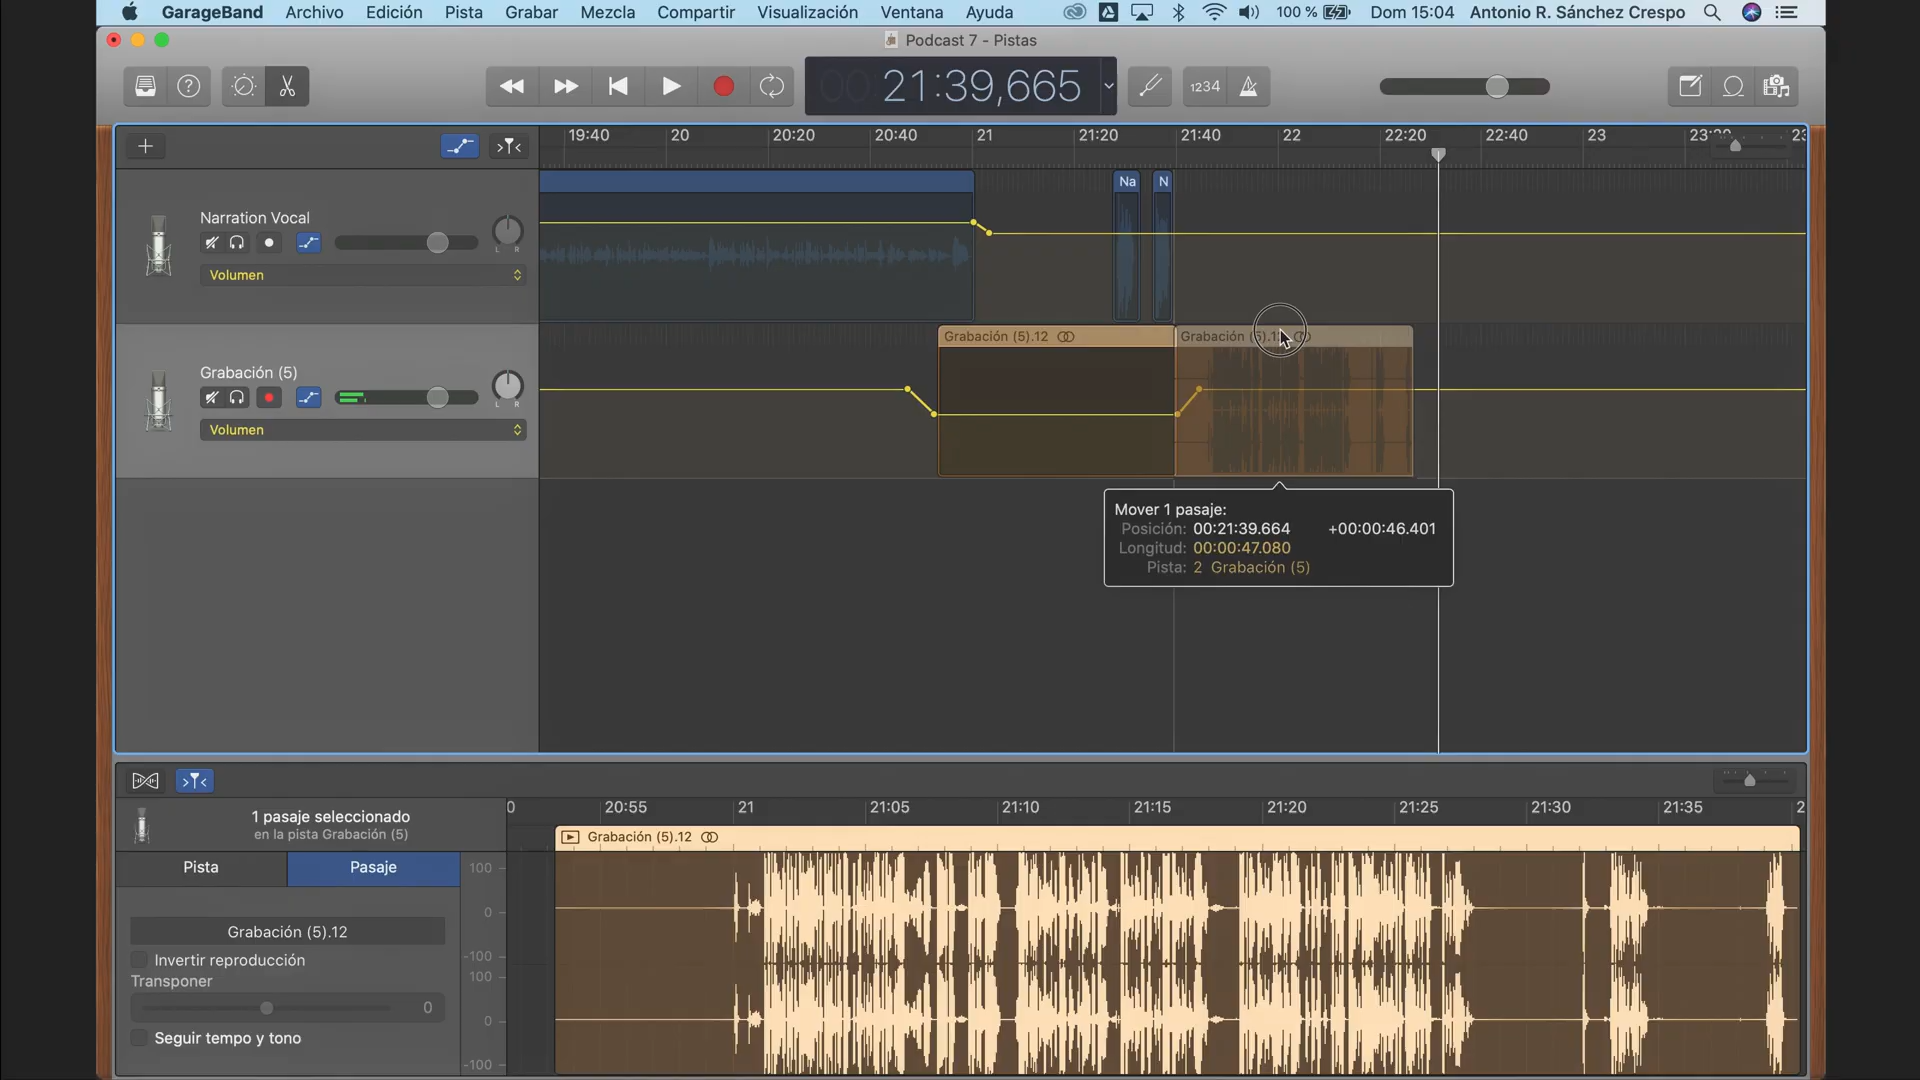 GarageBand Archivo Edición Pista Grabar Mezcla Compartir Visualización Ventana Ayuda 100 % Dom 15:04 Antonio R. Sánchez Crespo
Podcast 7 - Pistas
00:21:39,665
1234
19:40 20 20:20 20:40 21 21:20 21:40 22 22:20 22:40 23
Na N
Narration Vocal
L R
Volumen
Grabación (5).12 Grabación (5).12
Grabación (5)
L R
Volumen
Mover 1 pasaje:
Posición: 00:21:39.664 +00:00:46.401
Longitud: 00:00:47.080
Pista: 2 Grabación (5)
1 pasaje seleccionado
en la pista Grabación (5)
0 20:55 21 21:05 21:10 21:15 21:20 21:25 21:30 21:35 2
Grabación (5).12
Pista Pasaje
100
0
-100
100
0
-100
Grabación (5).12
Invertir reproducción
Transponer
0
Seguir tempo y tono